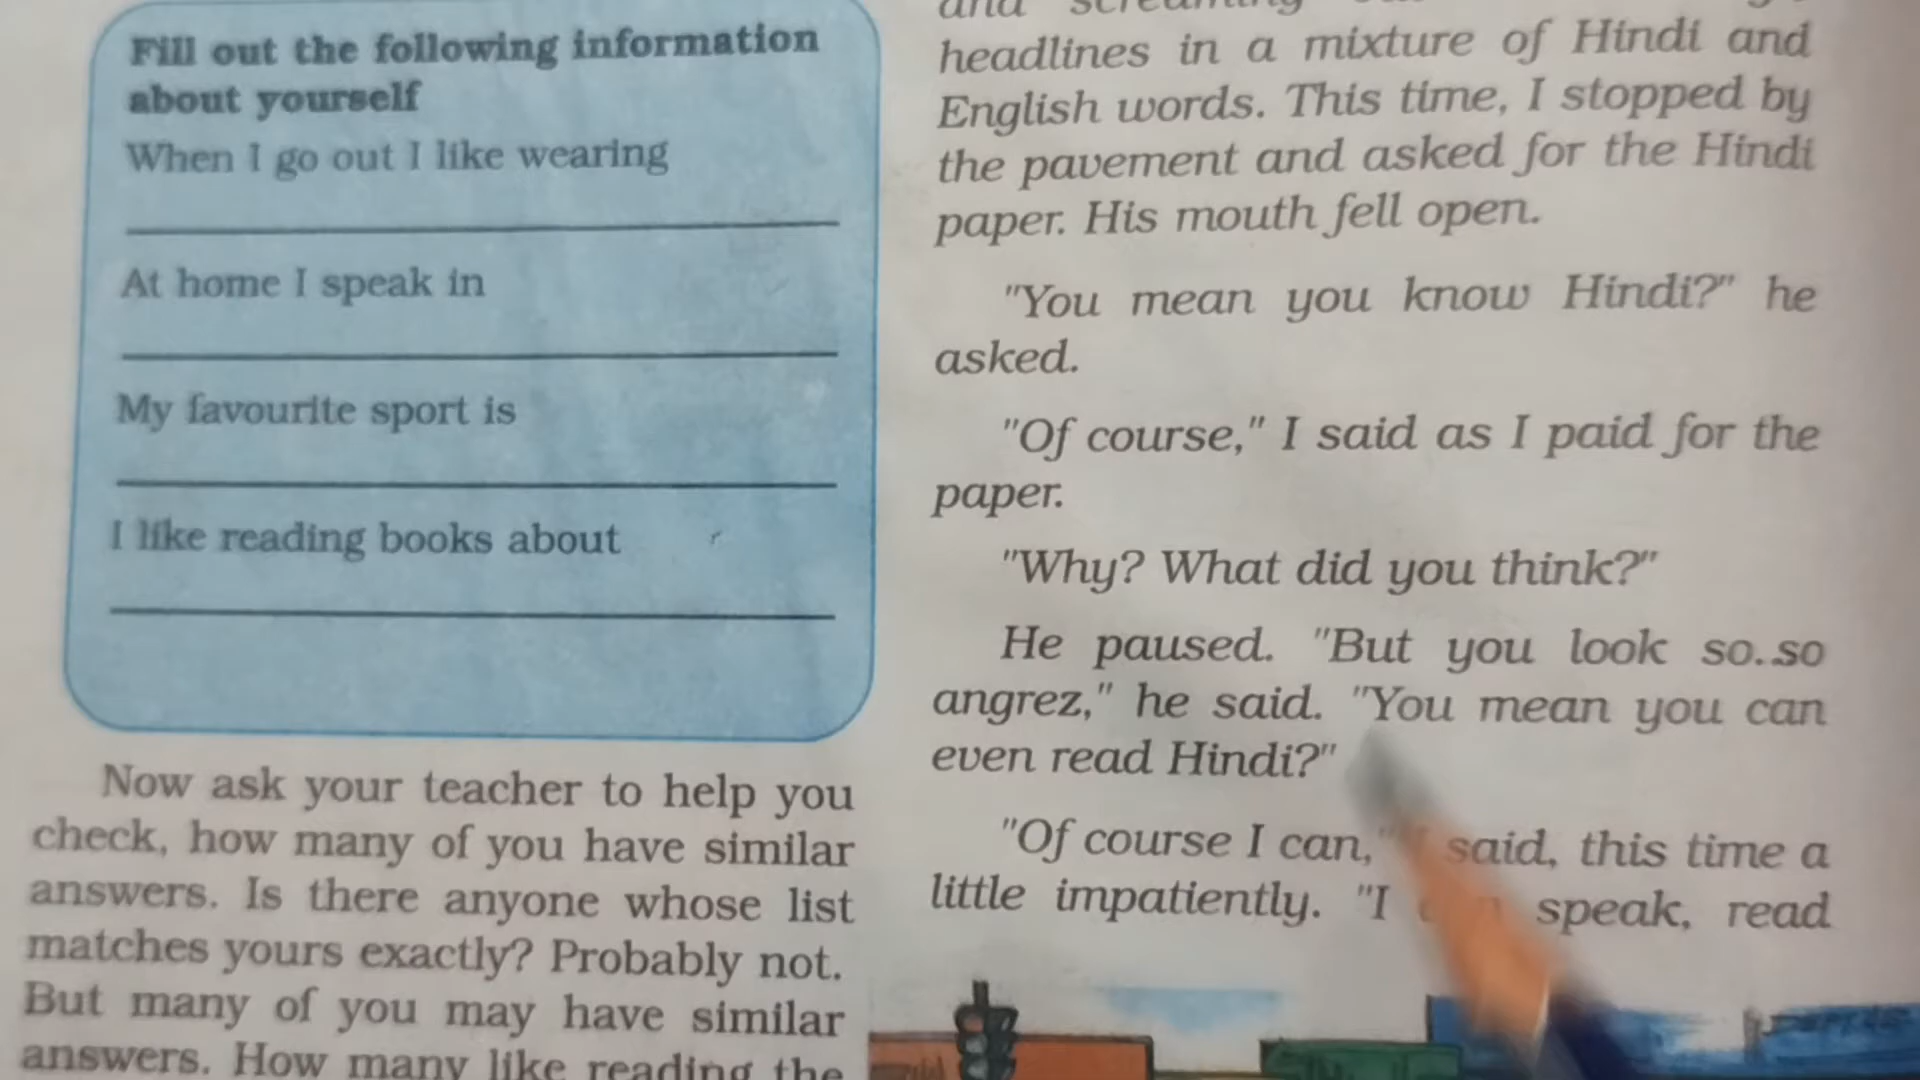 Fill out the following information
about yourself
When I go out I like wearing
At home I speak in
My favourite sport is
I like reading books about
Now ask your teacher to help you
check, how many of you have similar
answers. Is there anyone whose list
matches yours exactly? Probably not.
But many of you may have similar
answers. How many like reading the
and screaming
headlines in a mixture of Hindi and
English words. This time, I stopped by
the pavement and asked for the Hindi
paper. His mouth fell open.
"You mean you know Hindi?" he
asked.
"Of course," I said as I paid for the
paper.
"Why? What did you think?"
He paused. "But you look so..so
angrez," he said. "You mean you can
even read Hindi?"
"Of course I can," I said, this time a
little impatiently. "I speak, read